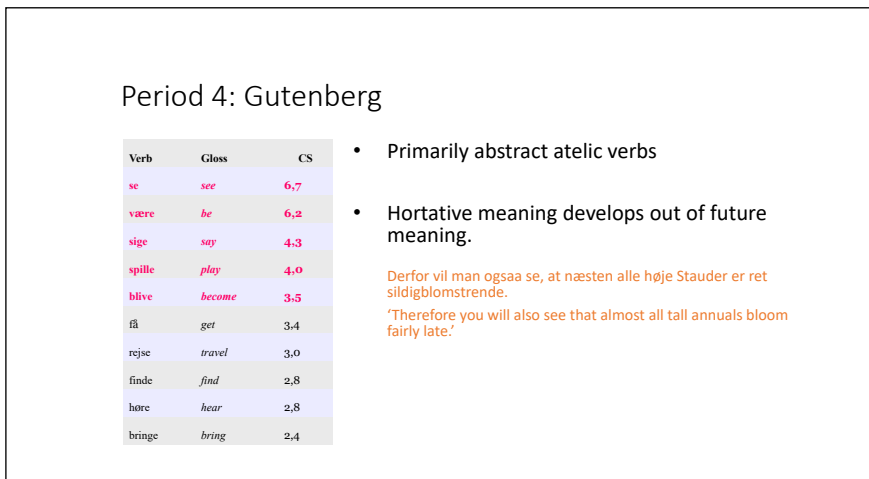 Period 4: Gutenberg
Verb Gloss CS
se see 6,7
være be 6,2
sige say 4,3
spille play 4,0
blive become 3,5
få get 3,4
rejse travel 3,0
finde find 2,8
høre hear 2,8
bringe bring 2,4
• Primarily abstract atelic verbs
• Hortative meaning develops out of future
meaning.
Derfor vil man ogsaa se, at næsten alle høje Stauder er ret
sildigblomstrende.
‘Therefore you will also see that almost all tall annuals bloom
fairly late.’